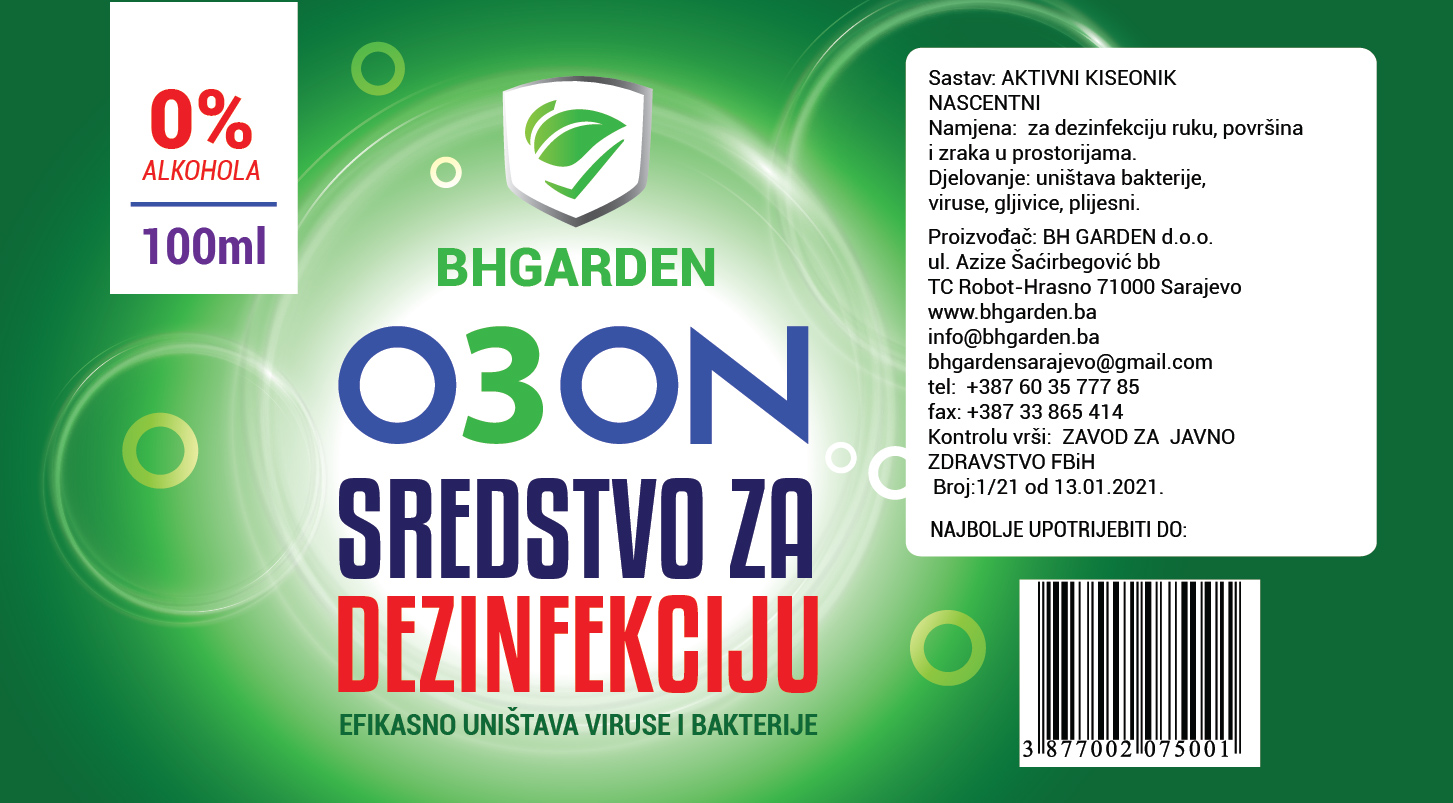 0%
ALKOHOLA
100ml
BHGARDEN
O3ON
SREDSTVO ZA
DEZINFEKCIJU
EFIKASNO UNIŠTAVA VIRUSE I BAKTERIJE
Sastav: AKTIVNI KISEONIK
NASCENTNI
Namjena:  za dezinfekciju ruku, površina
i zraka u prostorijama.
Djelovanje: uništava bakterije,
viruse, gljivice, plijesni.
Proizvođač: BH GARDEN d.o.o.
ul. Azize Šaćirbegović bb
TC Robot-Hrasno 71000 Sarajevo
www.bhgarden.ba
info@bhgarden.ba
bhgardensarajevo@gmail.com
tel:  +387 60 35 777 85
fax: +387 33 865 414
Kontrolu vrši:  ZAVOD ZA  JAVNO
ZDRAVSTVO FBiH
Broj:1/21 od 13.01.2021.
NAJBOLJE UPOTRIJEBITI DO:
3 877002 075001